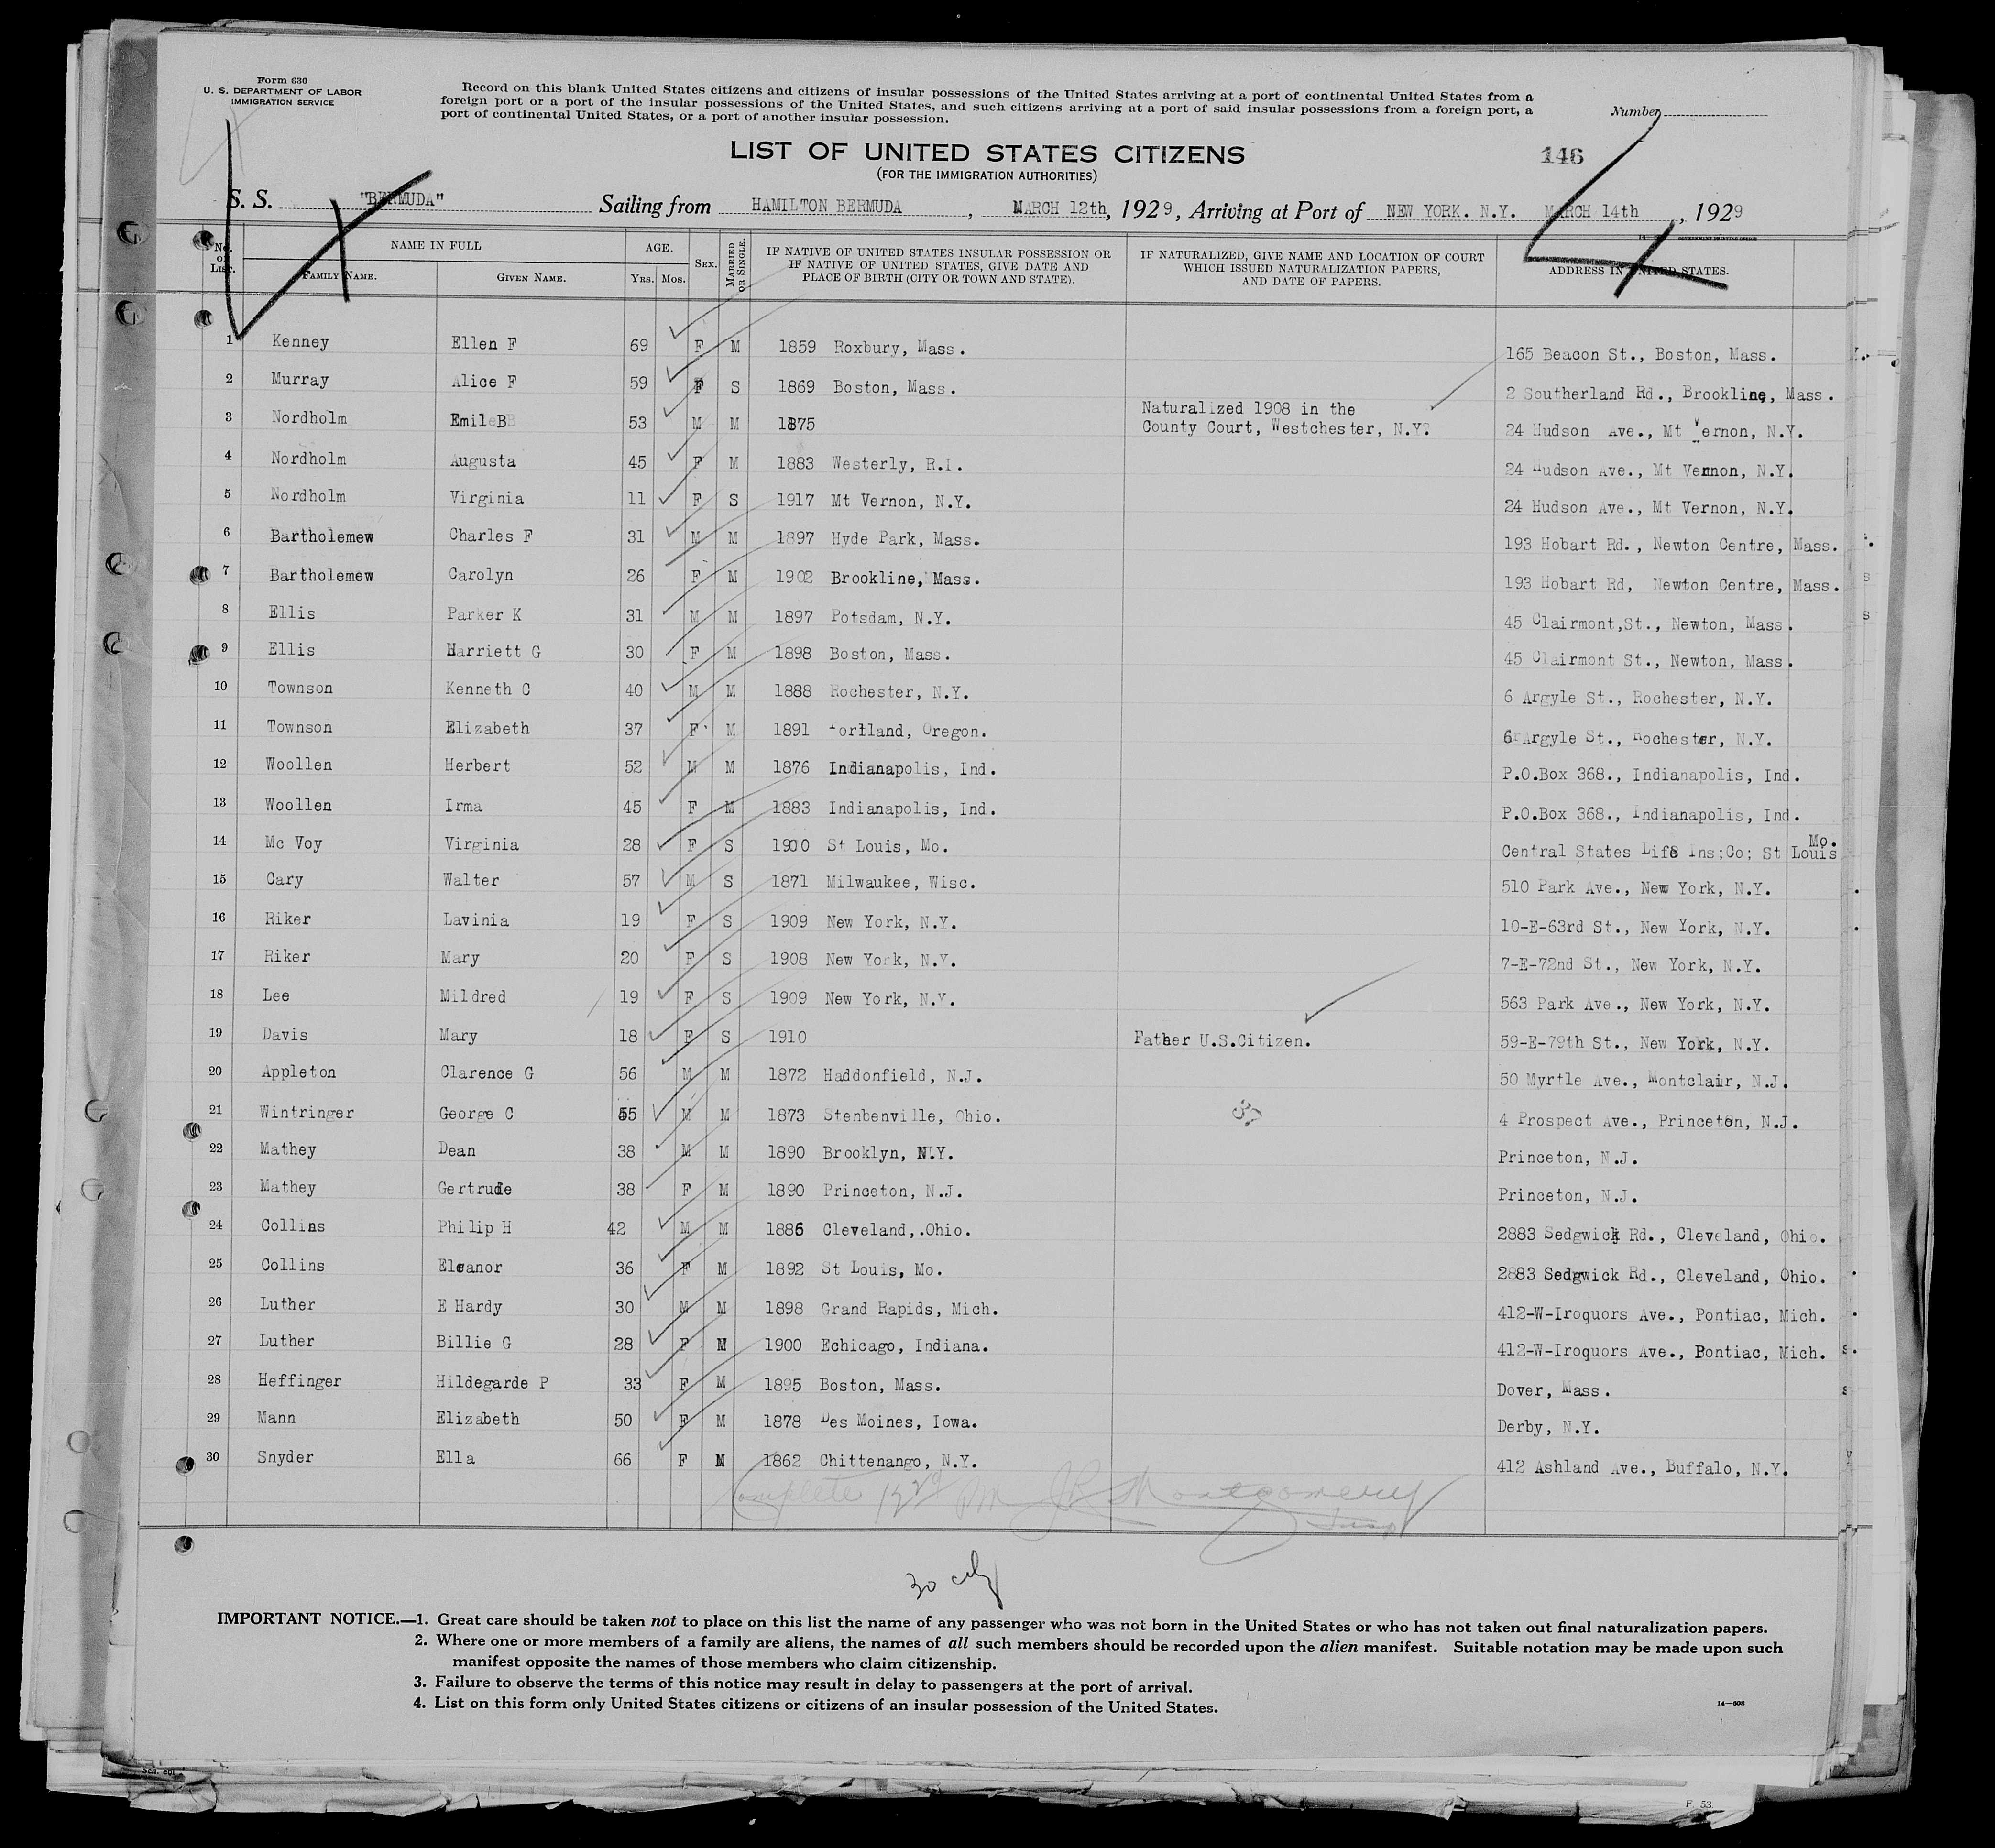 Form 630
U. S. DEPARTMENT OF LABOR
IMMIGRATION SERVICE
Record on this blank United States citizens and citizens of insular possessions of the United States arriving at a port of continental United States from a
foreign port or a port of the insular possessions of the United States, and such citizens arriving at a port of said insular possessions from a foreign port, a
port of continental United States, or a port of another insular possession.
Number
LIST OF UNITED STATES CITIZENS
(FOR THE IMMIGRATION AUTHORITIES)
146
S. S. "BERMUDA" Sailing from HAMILTON BERMUDA, MARCH 12th, 1929, Arriving at Port of NEW YORK. N.Y. MARCH 14th, 1929
No. on List. NAME IN FULL FAMILY NAME. GIVEN NAME. AGE. Yrs. Mos. SEX. MARRIED OR SINGLE. IF NATIVE OF UNITED STATES INSULAR POSSESSION OR IF NATIVE OF UNITED STATES, GIVE DATE AND PLACE OF BIRTH (CITY OR TOWN AND STATE). IF NATURALIZED, GIVE NAME AND LOCATION OF COURT WHICH ISSUED NATURALIZATION PAPERS, AND DATE OF PAPERS. ADDRESS IN UNITED STATES.
1 Kenney Ellen F 69 F M 1859 Roxbury, Mass. 165 Beacon St., Boston, Mass.
2 Murray Alice F 59 F S 1869 Boston, Mass. 2 Southerland Rd., Brookline, Mass.
3 Nordholm Emile B 53 M M 1875 Naturalized 1908 in the County Court, Westchester, N.Y. 24 Hudson Ave., Mt Vernon, N.Y.
4 Nordholm Augusta 45 F M 1883 Westerly, R.I. 24 Hudson Ave., Mt Vernon, N.Y.
5 Nordholm Virginia 11 F S 1917 Mt Vernon, N.Y. 24 Hudson Ave., Mt Vernon, N.Y.
6 Bartholemew Charles F 31 M M 1897 Hyde Park, Mass. 193 Hobart Rd., Newton Centre, Mass.
7 Bartholemew Carolyn 26 F M 1902 Brookline, Mass. 193 Hobart Rd, Newton Centre, Mass.
8 Ellis Parker K 31 M M 1897 Potsdam, N.Y. 45 Clairmont,St., Newton, Mass.
9 Ellis Harriett G 30 F M 1898 Boston, Mass. 45 Clairmont St., Newton, Mass.
10 Townson Kenneth C 40 M M 1888 Rochester, N.Y. 6 Argyle St., Rochester, N.Y.
11 Townson Elizabeth 37 F M 1891 Portland, Oregon. 6 Argyle St., Rochester, N.Y.
12 Woollen Herbert 52 M M 1876 Indianapolis, Ind. P.O.Box 368., Indianapolis, Ind.
13 Woollen Irma 45 F M 1883 Indianapolis, Ind. P.O.Box 368., Indianapolis, Ind.
14 Mc Voy Virginia 28 F S 1900 St Louis, Mo. Central States Life Ins;Co; St Louis Mo.
15 Cary Walter 57 M S 1871 Milwaukee, Wisc. 510 Park Ave., New York, N.Y.
16 Riker Lavinia 19 F S 1909 New York, N.Y. 10-E-63rd St., New York, N.Y.
17 Riker Mary 20 F S 1908 New York, N.Y. 7-E-72nd St., New York, N.Y.
18 Lee Mildred 19 F S 1909 New York, N.Y. 563 Park Ave., New York, N.Y.
19 Davis Mary 18 F S 1910 Father U.S.Citizen. 59-E-79th St., New York, N.Y.
20 Appleton Clarence G 56 M M 1872 Haddonfield, N.J. 50 Myrtle Ave., Montclair, N.J.
21 Wintringer George C 55 M M 1873 Stenbenville, Ohio. 4 Prospect Ave., Princeton, N.J.
22 Mathey Dean 38 M M 1890 Brooklyn, N.Y. Princeton, N.J.
23 Mathey Gertrude 38 F M 1890 Princeton, N.J. Princeton, N.J.
24 Collins Philip H 42 M M 1886 Cleveland,.Ohio. 2883 Sedgwick Rd., Cleveland, Ohio.
25 Collins Eleanor 36 F M 1892 St Louis, Mo. 2883 Sedgwick Rd., Cleveland, Ohio.
26 Luther E Hardy 30 M M 1898 Grand Rapids, Mich. 412-W-Iroquors Ave., Pontiac, Mich.
27 Luther Billie G 28 F M 1900 Echicago, Indiana. 412-W-Iroquors Ave., Pontiac, Mich.
28 Heffinger Hildegarde P 33 F M 1895 Boston, Mass. Dover, Mass.
29 Mann Elizabeth 50 F M 1878 Des Moines, Iowa. Derby, N.Y.
30 Snyder Ella 66 F M 1862 Chittenango, N.Y. 412 Ashland Ave., Buffalo, N.Y.
Complete PM Montgomery
30
IMPORTANT NOTICE.—1. Great care should be taken not to place on this list the name of any passenger who was not born in the United States or who has not taken out final naturalization papers.
2. Where one or more members of a family are aliens, the names of all such members should be recorded upon the alien manifest. Suitable notation may be made upon such
manifest opposite the names of those members who claim citizenship.
3. Failure to observe the terms of this notice may result in delay to passengers at the port of arrival.
4. List on this form only United States citizens or citizens of an insular possession of the United States.
14—608
F. 53.